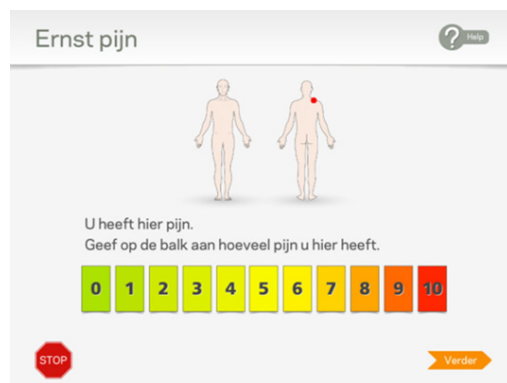 Ernst pijn
Help
U heeft hier pijn.
Geef op de balk aan hoeveel pijn u hier heeft.
0 1 2 3 4 5 6 7 8 9 10
STOP
Verder